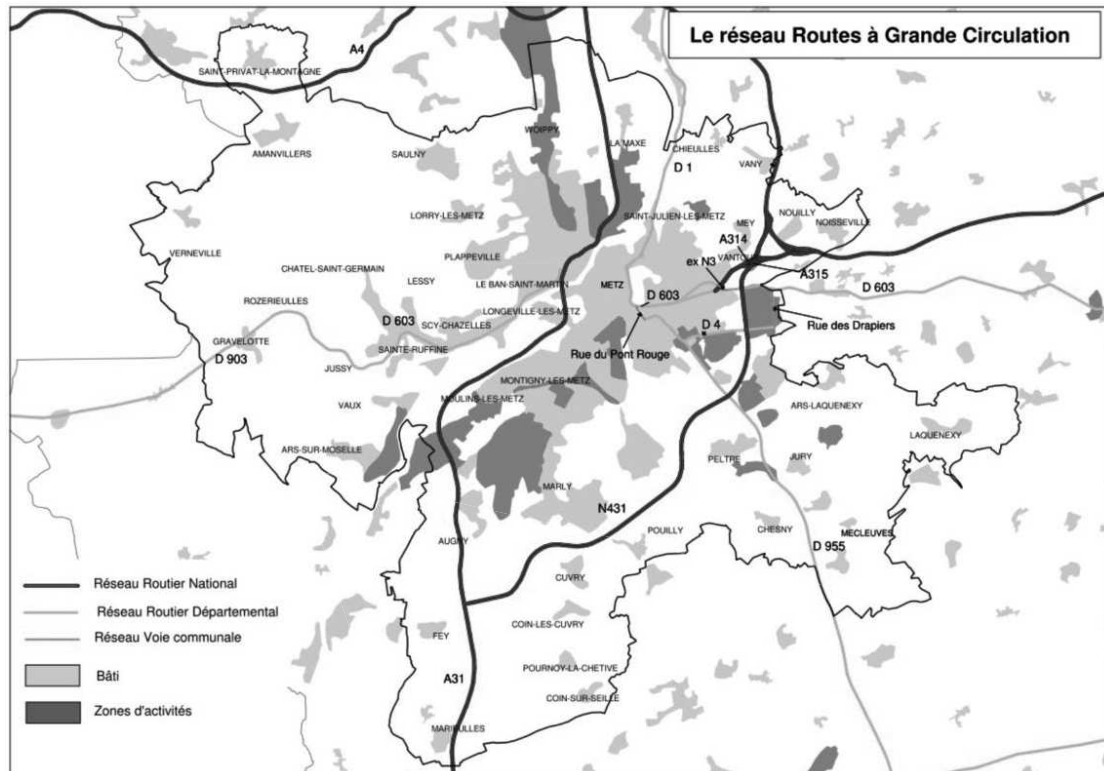 Le réseau Routes à Grande Circulation
A4
SAINT-PRIVAT-LA-MONTAGNE
WOIPPY
LA MAXE
CHIEULLES
AMANVILLERS
SAULNY
D 1
VANY
LORRY-LES-METZ
SAINT-JULIEN-LES-METZ
MEY
NOUILLY
NOISSEVILLE
A314
VERNEVILLE
PLAPPEVILLE
VANTOUX
ex N3
CHATEL-SAINT-GERMAIN
LESSY
LE BAN-SAINT-MARTIN
METZ
A315
D 603
D 603
ROZERIEULLES
LONGEVILLE-LES-METZ
D 603
SCY-CHAZELLES
D 4
Rue des Drapiers
GRAVELOTTE
SAINTE-RUFFINE
D 903
Rue du Pont Rouge
JUSSY
MONTIGNY-LES-METZ
MOULINS-LES-METZ
VAUX
ARS-LAQUENEXY
LAQUENEXY
ARS-SUR-MOSELLE
PELTRE
JURY
MARLY
N431
AUGNY
POUILLY
CHESNY
MECLEUVES
D 955
CUVRY
Réseau Routier National
Réseau Routier Départemental
COIN-LES-CUVRY
Réseau Voie communale
FEY
Bâti
POURNOY-LA-CHETIVE
A31
COIN-SUR-SEILLE
Zones d'activités
MARIEULLES